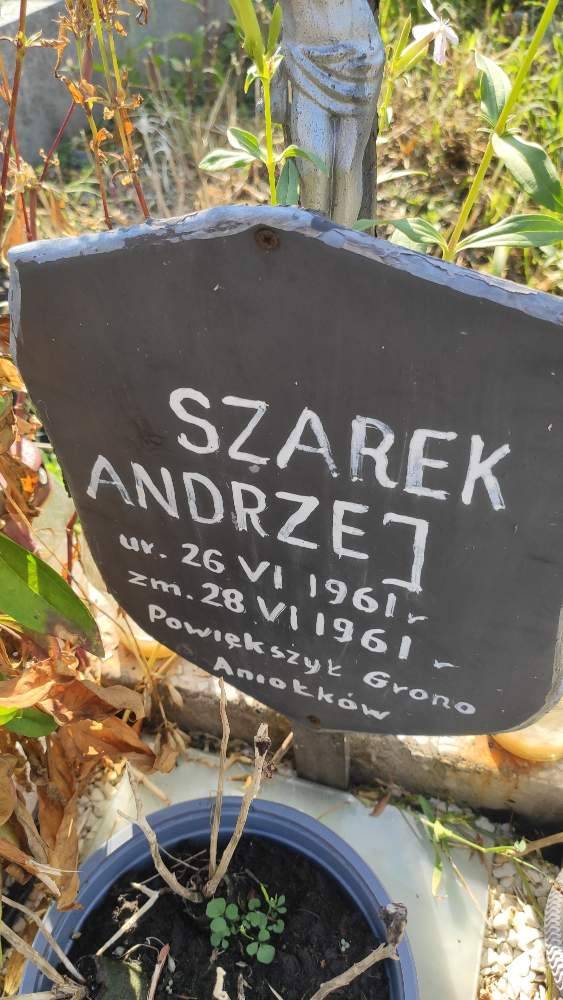 SZAREK
ANDRZEJ
ur. 26 VI 1961 r
zm. 28 VI 1961 r
Powiększył Grono
Aniołków